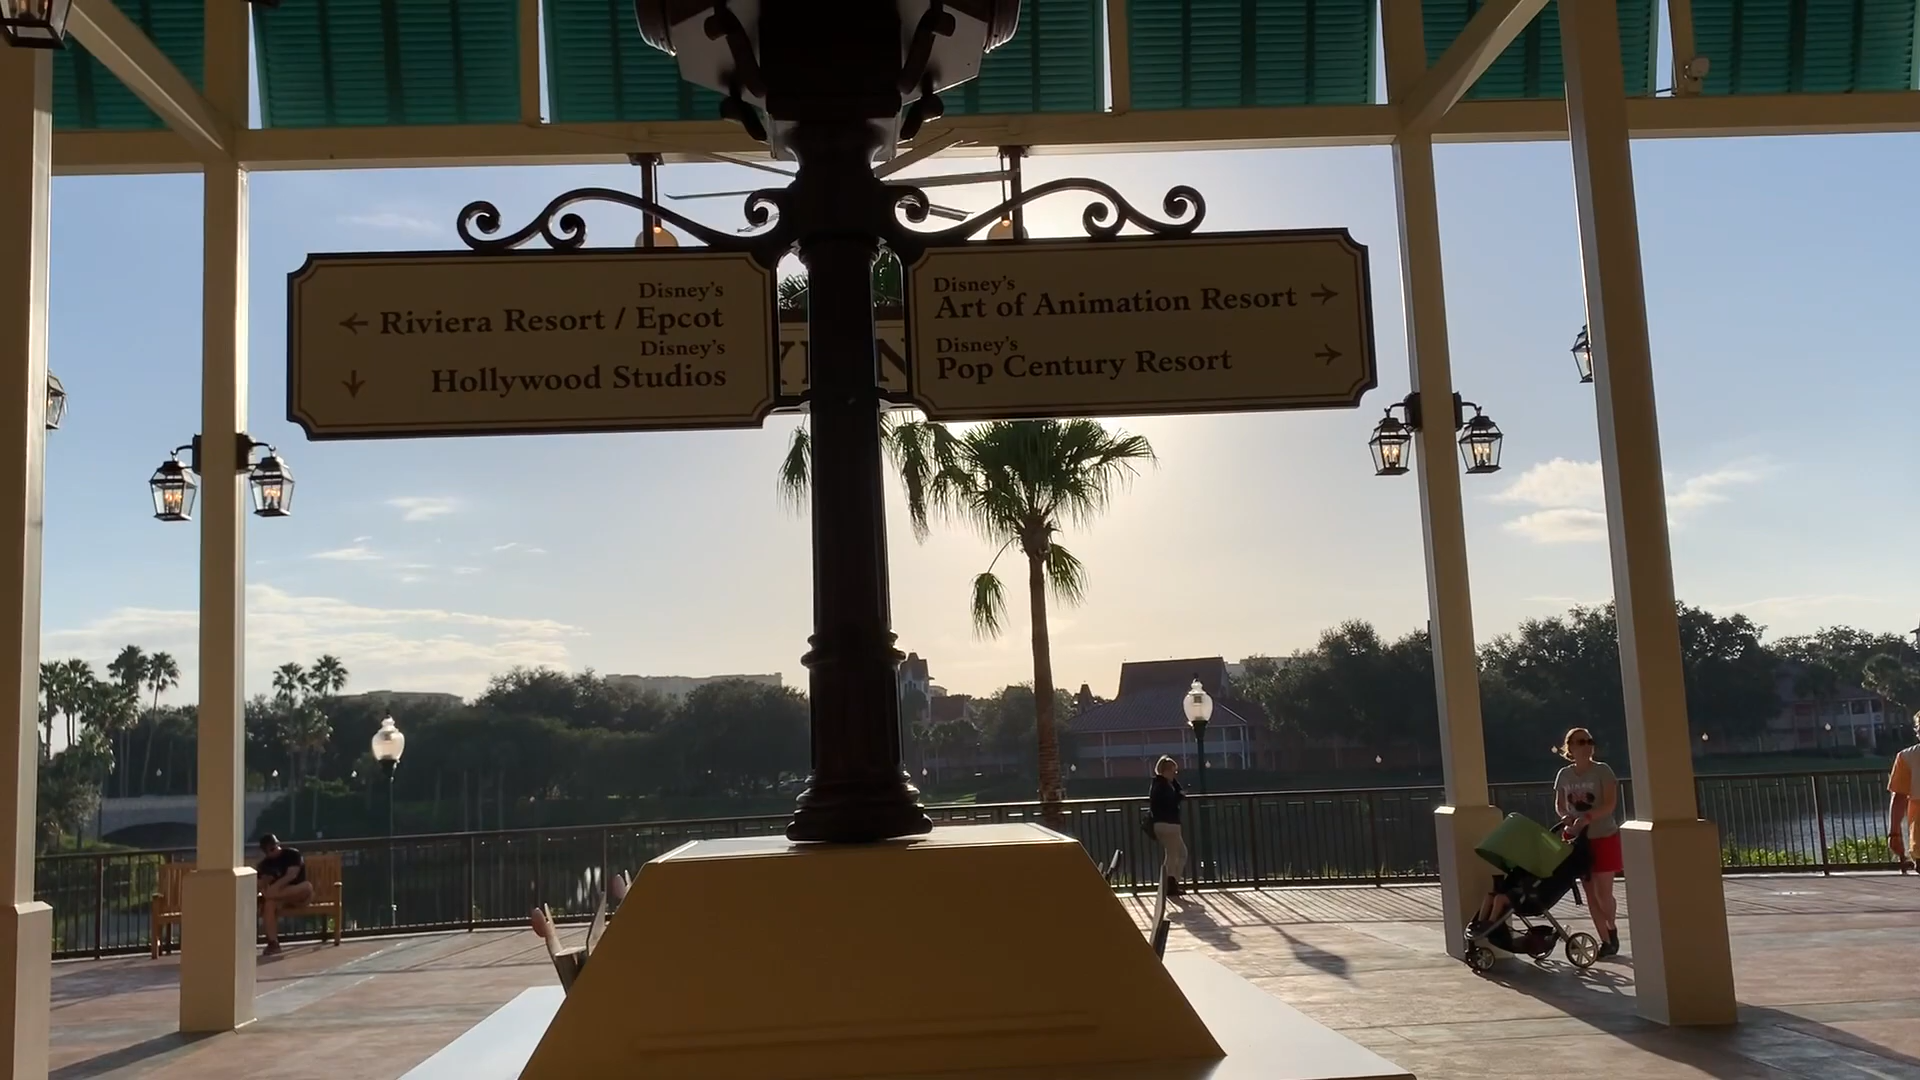 Disney's
← Riviera Resort / Epcot
Disney's
↓ Hollywood Studios
Disney's
Art of Animation Resort →
Disney's
Pop Century Resort →